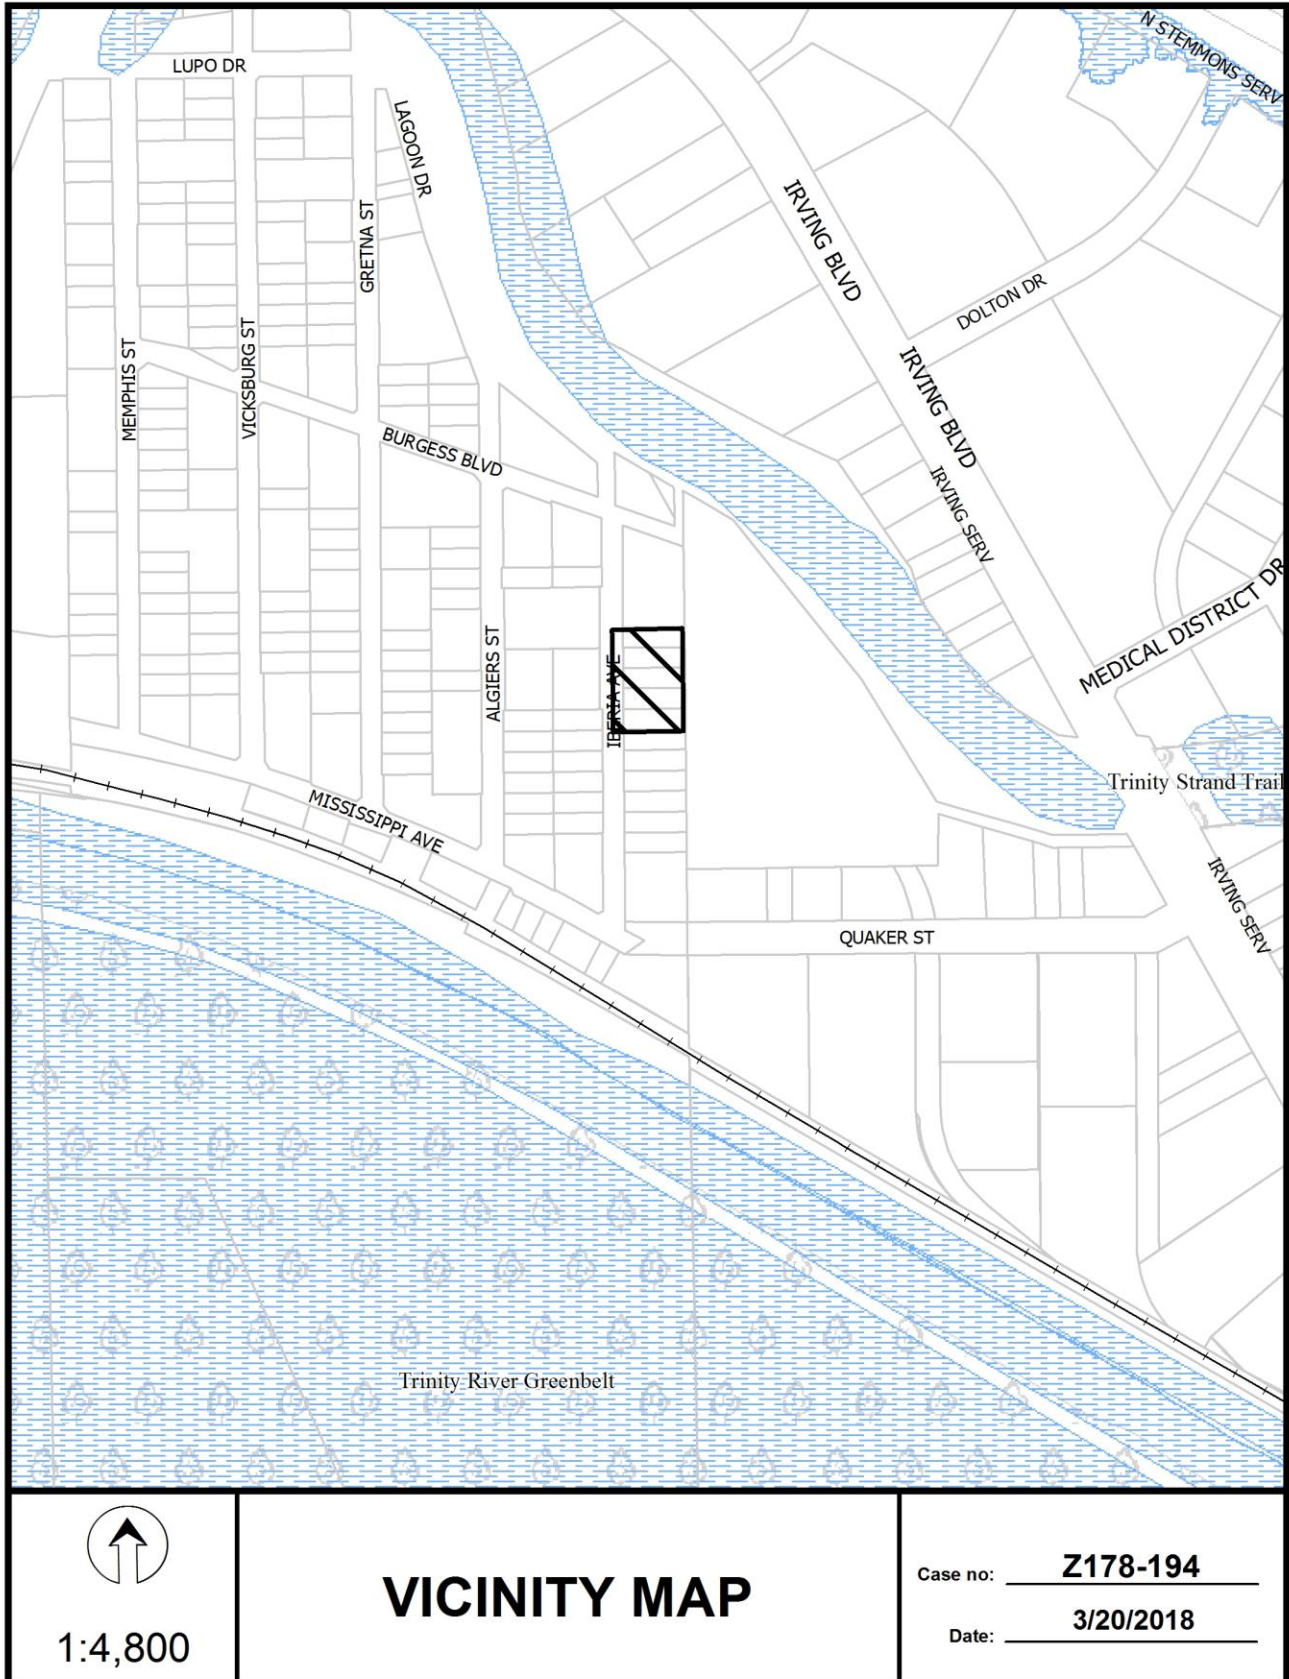 N STEMMONS SERV
LUPO DR
LAGOON DR
IRVING BLVD
GRETNA ST
DOLTON DR
MEMPHIS ST
VICKSBURG ST
IRVING BLVD
BURGESS BLVD
IRVING SERV
MEDICAL DISTRICT DR
ALGIERS ST
IBERIA AVE
Trinity Strand Trail
MISSISSIPPI AVE
IRVING SERV
QUAKER ST
Trinity River Greenbelt
1:4,800
VICINITY MAP
Case no: Z178-194
Date: 3/20/2018